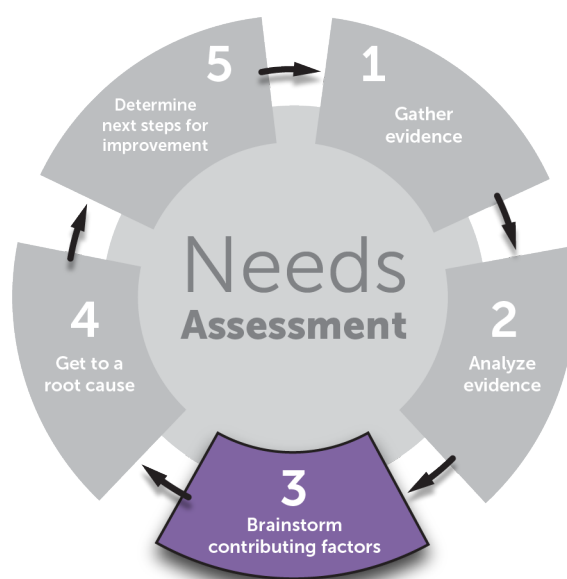 Needs
Assessment
1
Gather
evidence
2
Analyze
evidence
3
Brainstorm
contributing factors
4
Get to a
root cause
5
Determine
next steps for
improvement